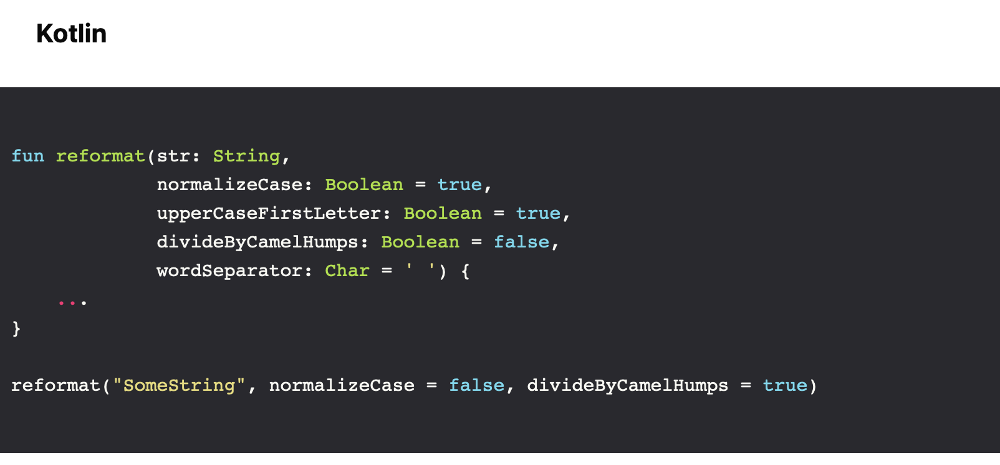 Kotlin
fun reformat(str: String,
             normalizeCase: Boolean = true,
             upperCaseFirstLetter: Boolean = true,
             divideByCamelHumps: Boolean = false,
             wordSeparator: Char = ' ') {
    ...
}
reformat("SomeString", normalizeCase = false, divideByCamelHumps = true)